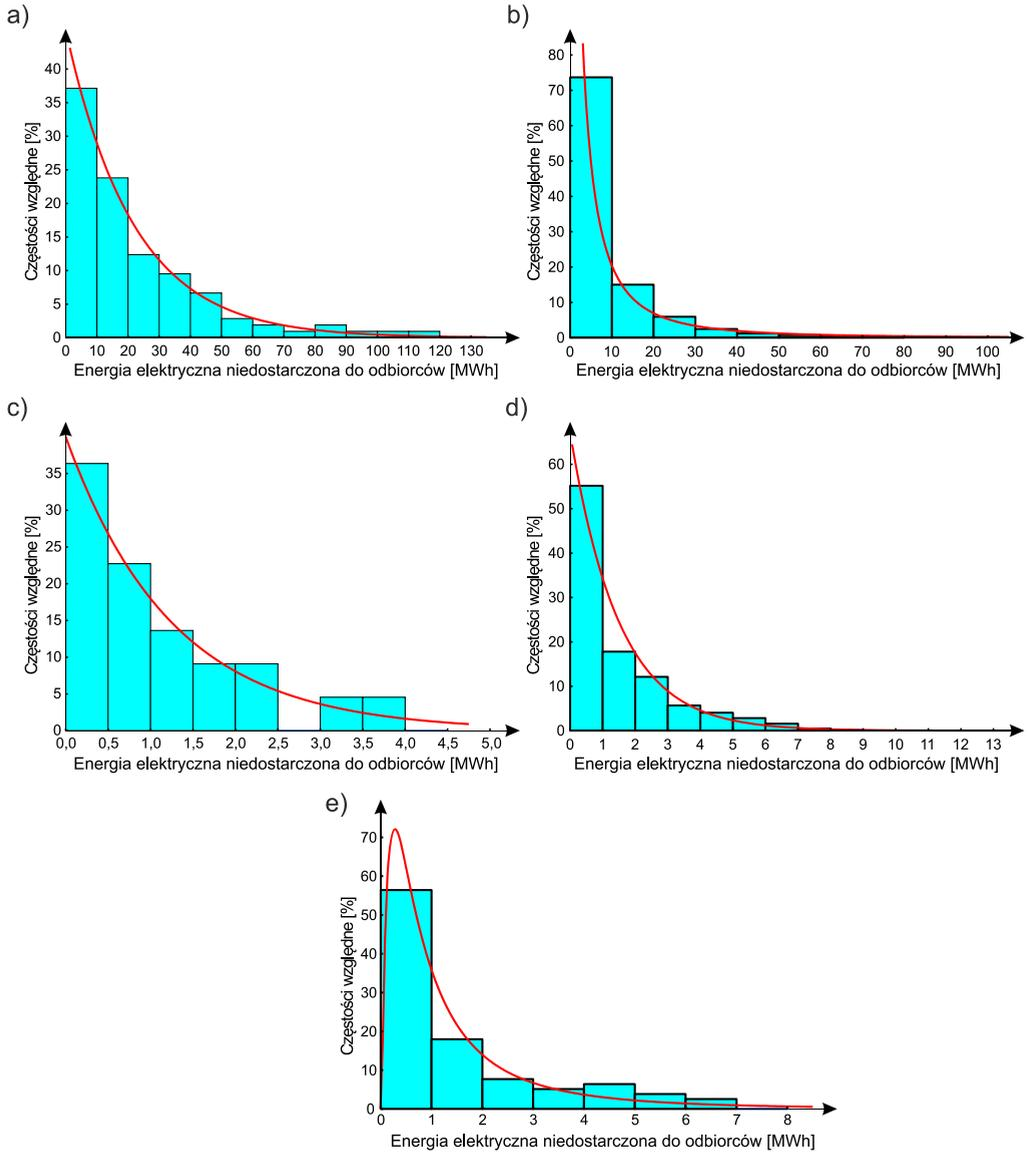 a)
Częstości względne [%]
40
35
30
25
20
15
10
5
0
0 10 20 30 40 50 60 70 80 90 100 110 120 130
Energia elektryczna niedostarczona do odbiorców [MWh]
b)
Częstości względne [%]
80
70
60
50
40
30
20
10
0
0 10 20 30 40 50 60 70 80 90 100
Energia elektryczna niedostarczona do odbiorców [MWh]
c)
Częstości względne [%]
35
30
25
20
15
10
5
0
0,0 0,5 1,0 1,5 2,0 2,5 3,0 3,5 4,0 4,5 5,0
Energia elektryczna niedostarczona do odbiorców [MWh]
d)
Częstości względne [%]
60
50
40
30
20
10
0
0 1 2 3 4 5 6 7 8 9 10 11 12 13
Energia elektryczna niedostarczona do odbiorców [MWh]
e)
Częstości względne [%]
70
60
50
40
30
20
10
0
0 1 2 3 4 5 6 7 8
Energia elektryczna niedostarczona do odbiorców [MWh]